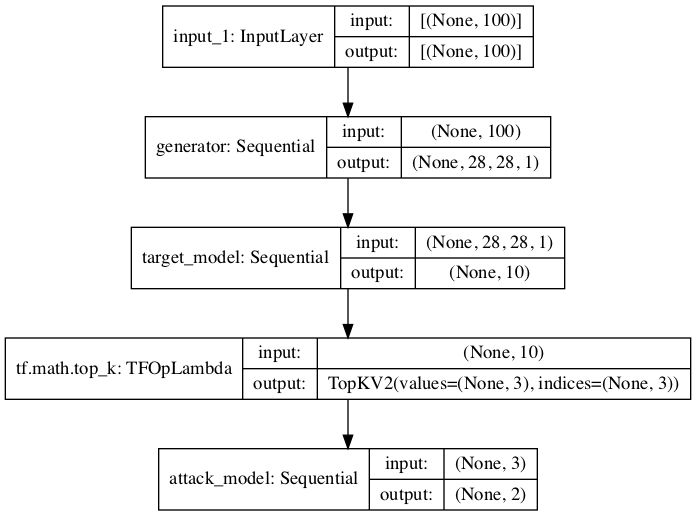 input_1: InputLayer
input: [(None, 100)]
output: [(None, 100)]
generator: Sequential
input: (None, 100)
output: (None, 28, 28, 1)
target_model: Sequential
input: (None, 28, 28, 1)
output: (None, 10)
tf.math.top_k: TFOpLambda
input: (None, 10)
output: TopKV2(values=(None, 3), indices=(None, 3))
attack_model: Sequential
input: (None, 3)
output: (None, 2)